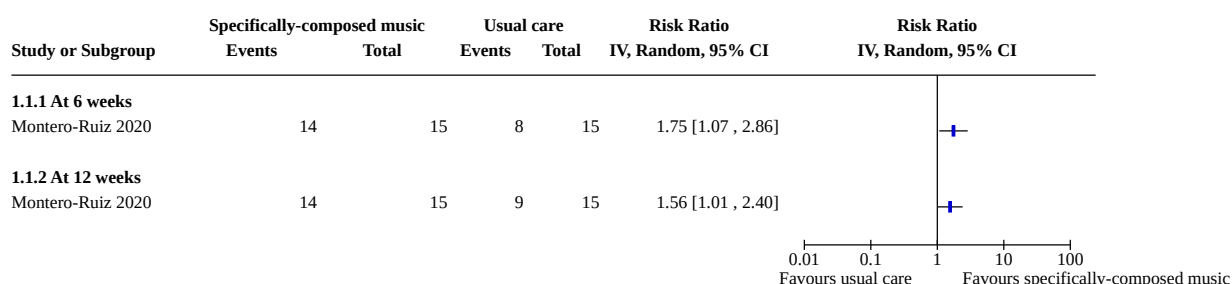 Specifically-composed music Usual care Risk Ratio Risk Ratio
Study or Subgroup Events Total Events Total IV, Random, 95% CI IV, Random, 95% CI
1.1.1 At 6 weeks
Montero-Ruiz 2020 14 15 8 15 1.75 [1.07 , 2.86]
1.1.2 At 12 weeks
Montero-Ruiz 2020 14 15 9 15 1.56 [1.01 , 2.40]
0.01 0.1 1 10 100
Favours usual care Favours specifically-composed music